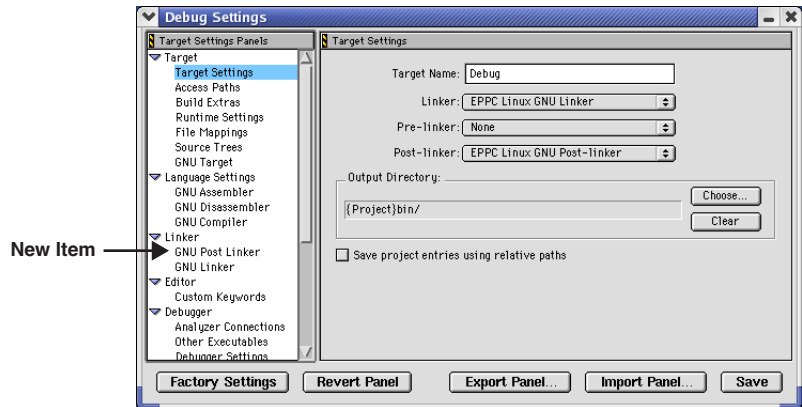 Debug Settings
Target Settings Panels
Target
Target Settings
Access Paths
Build Extras
Runtime Settings
File Mappings
Source Trees
GNU Target
Language Settings
GNU Assembler
GNU Disassembler
GNU Compiler
Linker
GNU Post Linker
GNU Linker
Editor
Custom Keywords
Debugger
Analyzer Connections
Other Executables
Debugger Settings
New Item
Target Settings
Target Name: Debug
Linker: EPPC Linux GNU Linker
Pre-linker: None
Post-linker: EPPC Linux GNU Post-linker
Output Directory:
{Project}bin/
Choose...
Clear
Save project entries using relative paths
Factory Settings Revert Panel Export Panel... Import Panel... Save